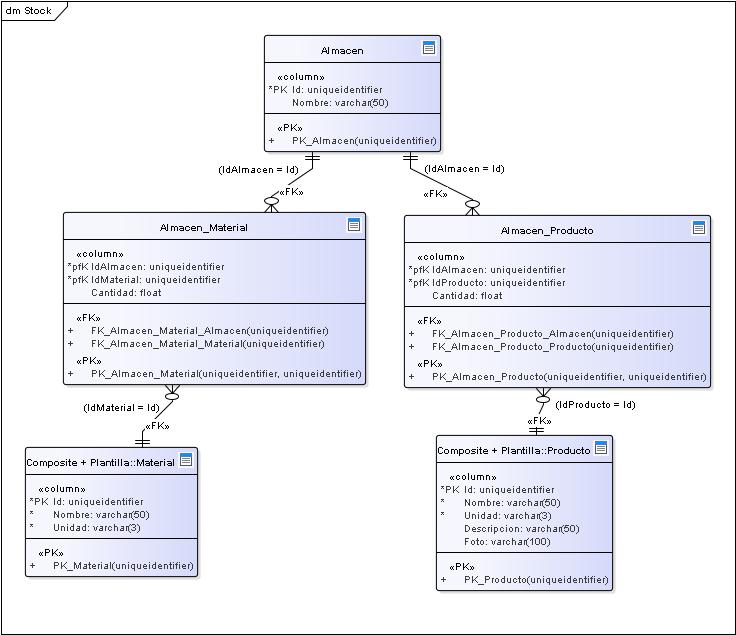 dm Stock
Almacen
«column»
*PK Id: uniqueidentifier
Nombre: varchar(50)
«PK»
+ PK_Almacen(uniqueidentifier)
(IdAlmacen = Id)
«FK»
(IdAlmacen = Id)
«FK»
Almacen_Material
«column»
*pfK IdAlmacen: uniqueidentifier
*pfK IdMaterial: uniqueidentifier
Cantidad: float
«FK»
+ FK_Almacen_Material_Almacen(uniqueidentifier)
+ FK_Almacen_Material_Material(uniqueidentifier)
«PK»
+ PK_Almacen_Material(uniqueidentifier, uniqueidentifier)
Almacen_Producto
«column»
*pfK IdAlmacen: uniqueidentifier
*pfK IdProducto: uniqueidentifier
Cantidad: float
«FK»
+ FK_Almacen_Producto_Almacen(uniqueidentifier)
+ FK_Almacen_Producto_Producto(uniqueidentifier)
«PK»
+ PK_Almacen_Producto(uniqueidentifier, uniqueidentifier)
(IdMaterial = Id)
«FK»
(IdProducto = Id)
«FK»
Composite + Plantilla::Material
«column»
*PK Id: uniqueidentifier
* Nombre: varchar(50)
* Unidad: varchar(3)
«PK»
+ PK_Material(uniqueidentifier)
Composite + Plantilla::Producto
«column»
*PK Id: uniqueidentifier
* Nombre: varchar(50)
* Unidad: varchar(3)
Descripcion: varchar(50)
Foto: varchar(100)
«PK»
+ PK_Producto(uniqueidentifier)